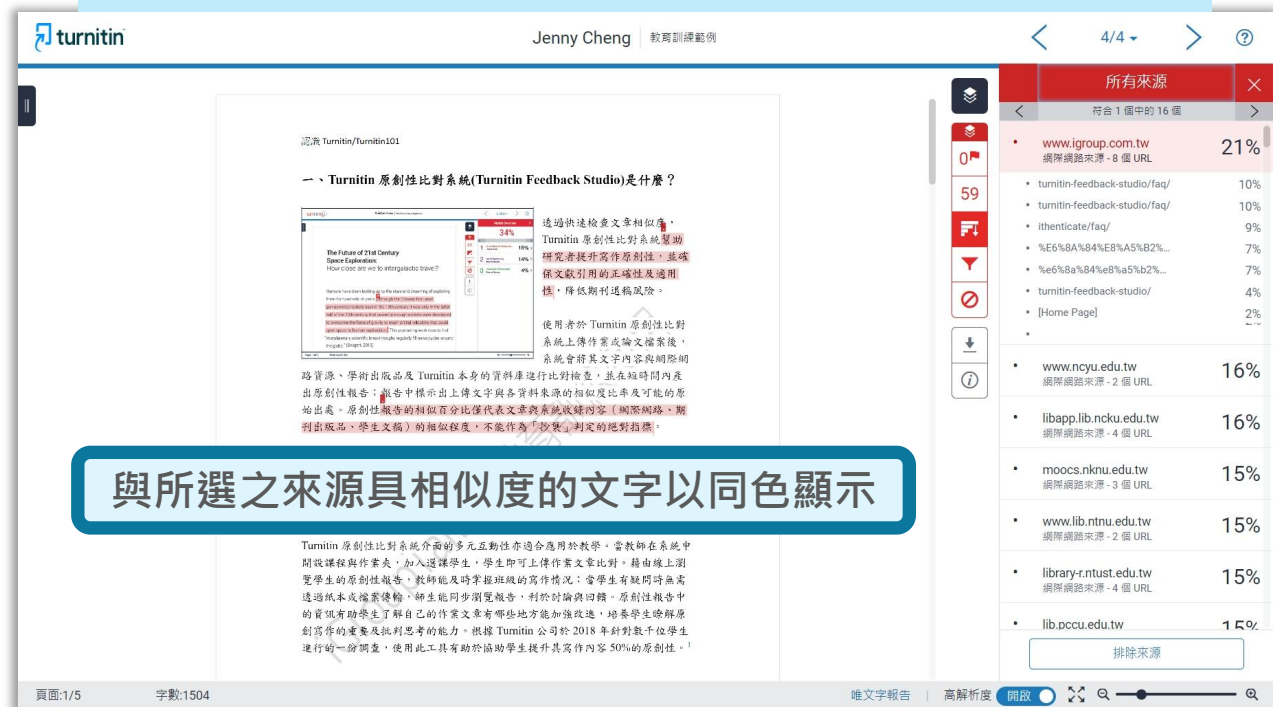 turnitin
Jenny Cheng 教育訓練範例
4/4
所有來源
符合 1 個中的 16 個
www.igroup.com.tw 21%
網際網路來源 - 8 個 URL
turnitin-feedback-studio/faq/ 10%
turnitin-feedback-studio/faq/ 10%
ithenticate/faq/ 9%
%E6%8A%84%E8%A5%B2%... 7%
%e6%8a%84%e8%a5%b2%... 7%
turnitin-feedback-studio/ 4%
[Home Page] 2%
www.ncyu.edu.tw 16%
網際網路來源 - 2 個 URL
libapp.lib.ncku.edu.tw 16%
網際網路來源 - 4 個 URL
moocs.nknu.edu.tw 15%
網際網路來源 - 3 個 URL
www.lib.ntnu.edu.tw 15%
網際網路來源 - 2 個 URL
library-r.ntust.edu.tw 15%
網際網路來源 - 4 個 URL
lib.pccu.edu.tw 15%
排除來源
0
59
認識 Turnitin/Turnitin101
一、Turnitin 原創性比對系統(Turnitin Feedback Studio)是什麼？
34%
The Future of 21st Century
Space Exploration:
How close are we to intergalactic travel?
透過快速檢查文章相似度，
Turnitin 原創性比對系統幫助
研究者提升寫作原創性，並確
保文獻引用的正確性及適用
性，降低期刊退稿風險。
使用者於 Turnitin 原創性比對
系統上傳作業或論文檔案後，
系統會將其文字內容與網際網
路資源、學術出版品及 Turnitin 本身的資料庫進行比對檢查，並在短時間內產
出原創性報告；報告中標示出上傳文字與各資料來源的相似度比率及可能的原
始出處。原創性報告的相似百分比僅代表文章與系統收錄內容（網際網路、期
刊出版品、學生文稿）的相似程度，不能作為「抄襲」判定的絕對指標。
與所選之來源具相似度的文字以同色顯示
Turnitin 原創性比對系統介面的多元互動性亦適合應用於教學。當教師在系統中
開設課程與作業夾，加入選課學生，學生即可上傳作業文章比對。藉由線上瀏
覽學生的原創性報告，教師能及時掌握班級的寫作情況；當學生有疑問時無需
透過紙本或檔案傳輸，師生能同步瀏覽報告，利於討論與回饋。原創性報告中
的資訊有助學生了解自己的作業文章有哪些地方能加強改進，培養學生瞭解原
創寫作的重要及批判思考的能力。根據 Turnitin 公司於 2018 年針對數千位學生
進行的一份調查，使用此工具有助於協助學生提升其寫作內容 50%的原創性。1
頁面:1/5 字數:1504 唯文字報告 高解析度 開啟